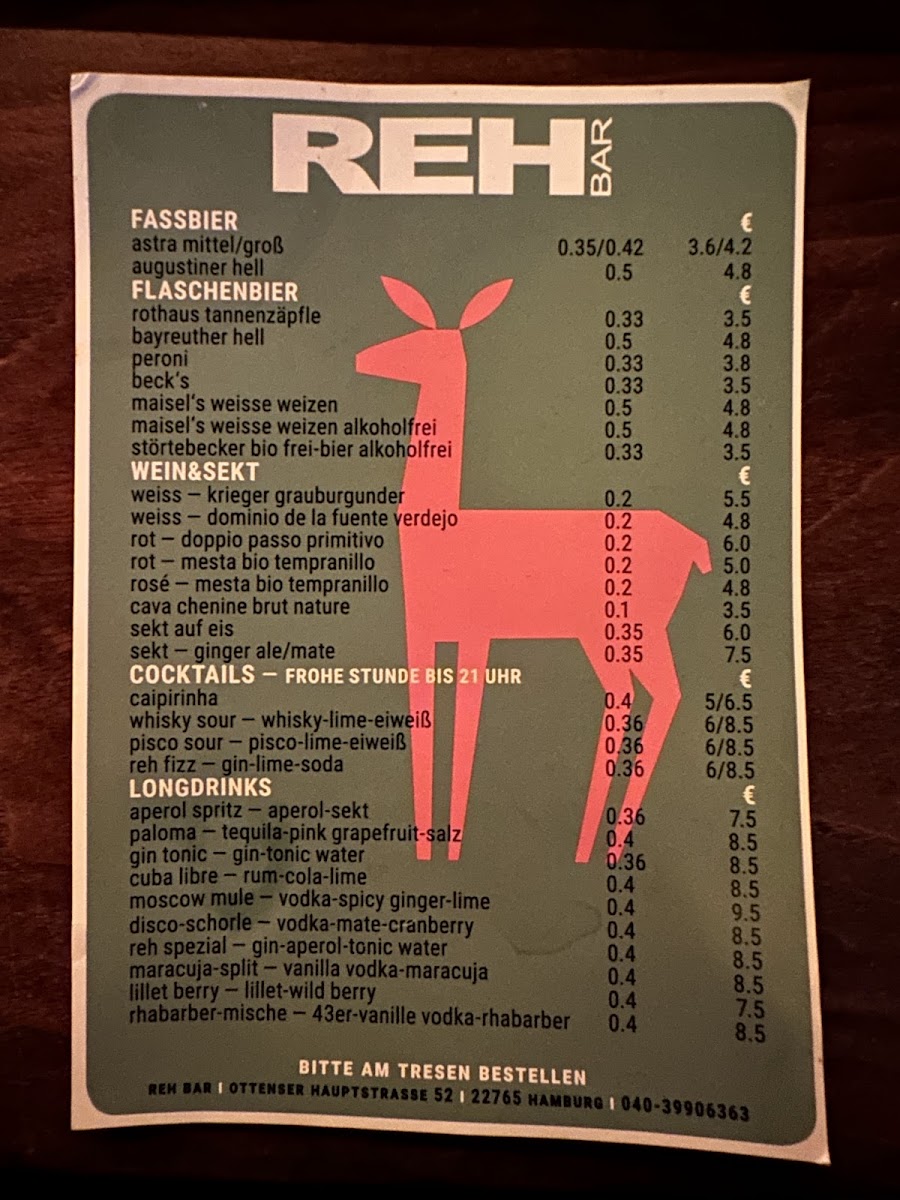 REH BAR
FASSBIER €
astra mittel/groß 0.35/0.42 3.6/4.2
augustiner hell 0.5 4.8
FLASCHENBIER €
rothaus tannenzäpfle 0.33 3.5
bayreuther hell 0.5 4.8
peroni 0.33 3.8
beck's 0.33 3.5
maisel's weisse weizen 0.5 4.8
maisel's weisse weizen alkoholfrei 0.5 4.8
störtebecker bio frei-bier alkoholfrei 0.33 3.5
WEIN&SEKT €
weiss – krieger grauburgunder 0.2 5.5
weiss – dominio de la fuente verdejo 0.2 4.8
rot – doppio passo primitivo 0.2 6.0
rot – mesta bio tempranillo 0.2 5.0
rosé – mesta bio tempranillo 0.2 4.8
cava chenine brut nature 0.1 3.5
sekt auf eis 0.35 6.0
sekt – ginger ale/mate 0.35 7.5
COCKTAILS – FROHE STUNDE BIS 21 UHR €
caipirinha 0.4 5/6.5
whisky sour – whisky-lime-eiweiß 0.36 6/8.5
pisco sour – pisco-lime-eiweiß 0.36 6/8.5
reh fizz – gin-lime-soda 0.36 6/8.5
LONGDRINKS €
aperol spritz – aperol-sekt 0.36 7.5
paloma – tequila-pink grapefruit-salz 0.4 8.5
gin tonic – gin-tonic water 0.36 8.5
cuba libre – rum-cola-lime 0.4 8.5
moscow mule – vodka-spicy ginger-lime 0.4 9.5
disco-schorle – vodka-mate-cranberry 0.4 8.5
reh spezial – gin-aperol-tonic water 0.4 8.5
maracuja-split – vanilla vodka-maracuja 0.4 8.5
lillet berry – lillet-wild berry 0.4 7.5
rhabarber-mische – 43er-vanille vodka-rhabarber 0.4 8.5
BITTE AM TRESEN BESTELLEN
REH BAR | OTTENSER HAUPTSTRASSE 52 | 22765 HAMBURG | 040-39906363